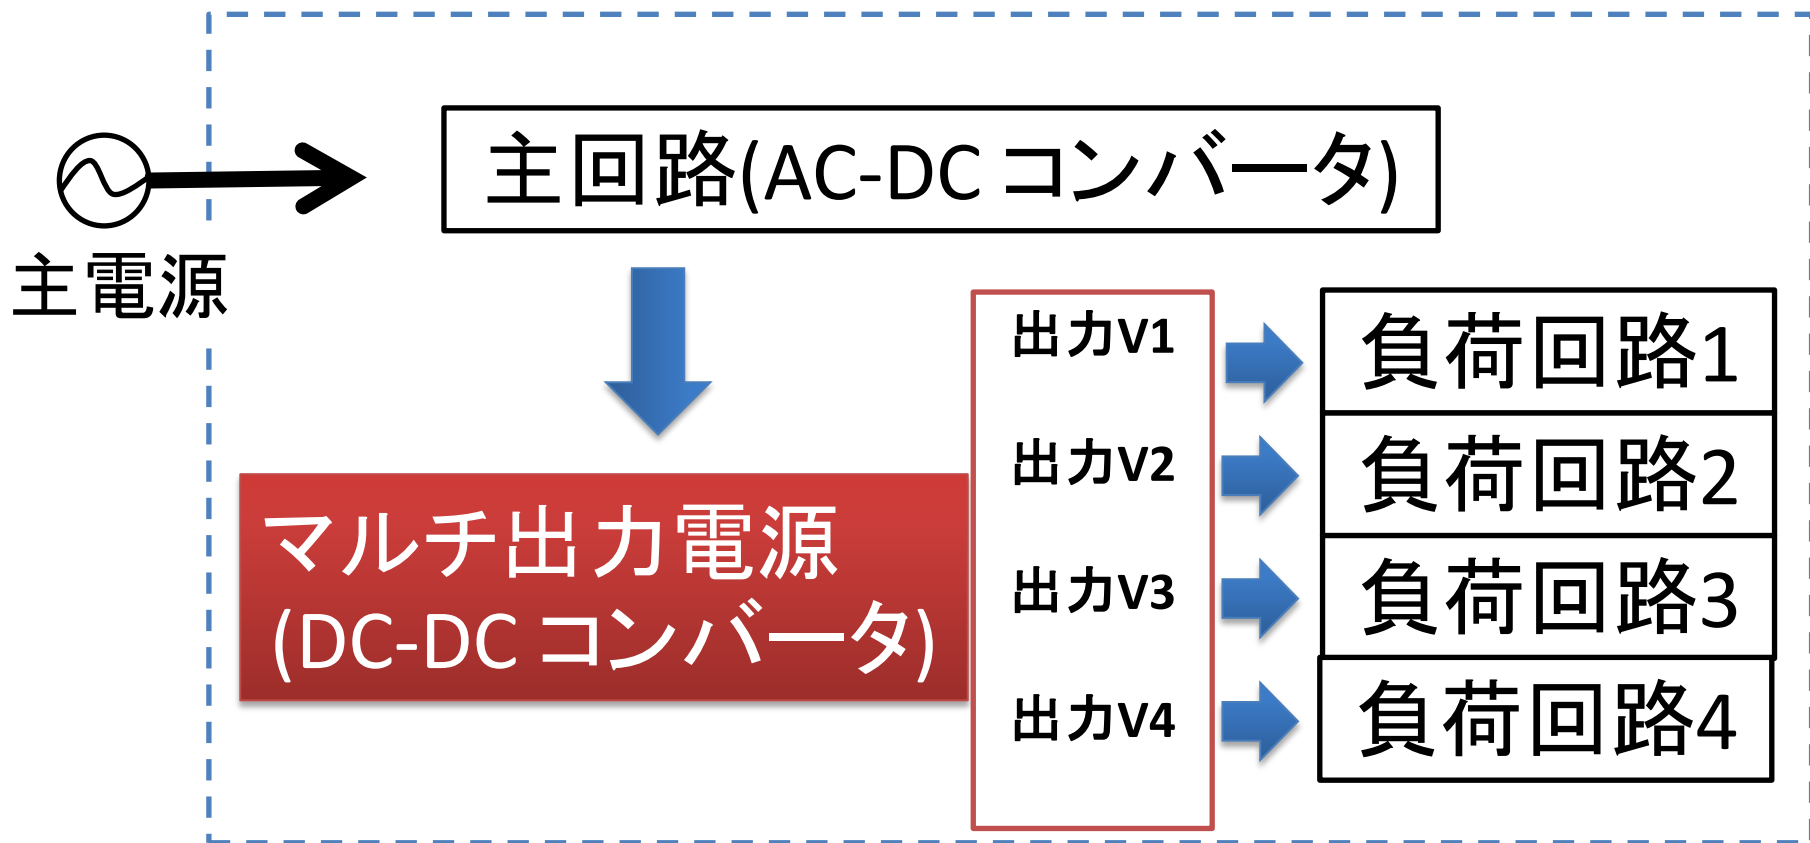 主回路(AC-DC コンバータ)
主電源
マルチ出力電源
(DC-DC コンバータ)
出力V1
出力V2
出力V3
出力V4
負荷回路1
負荷回路2
負荷回路3
負荷回路4